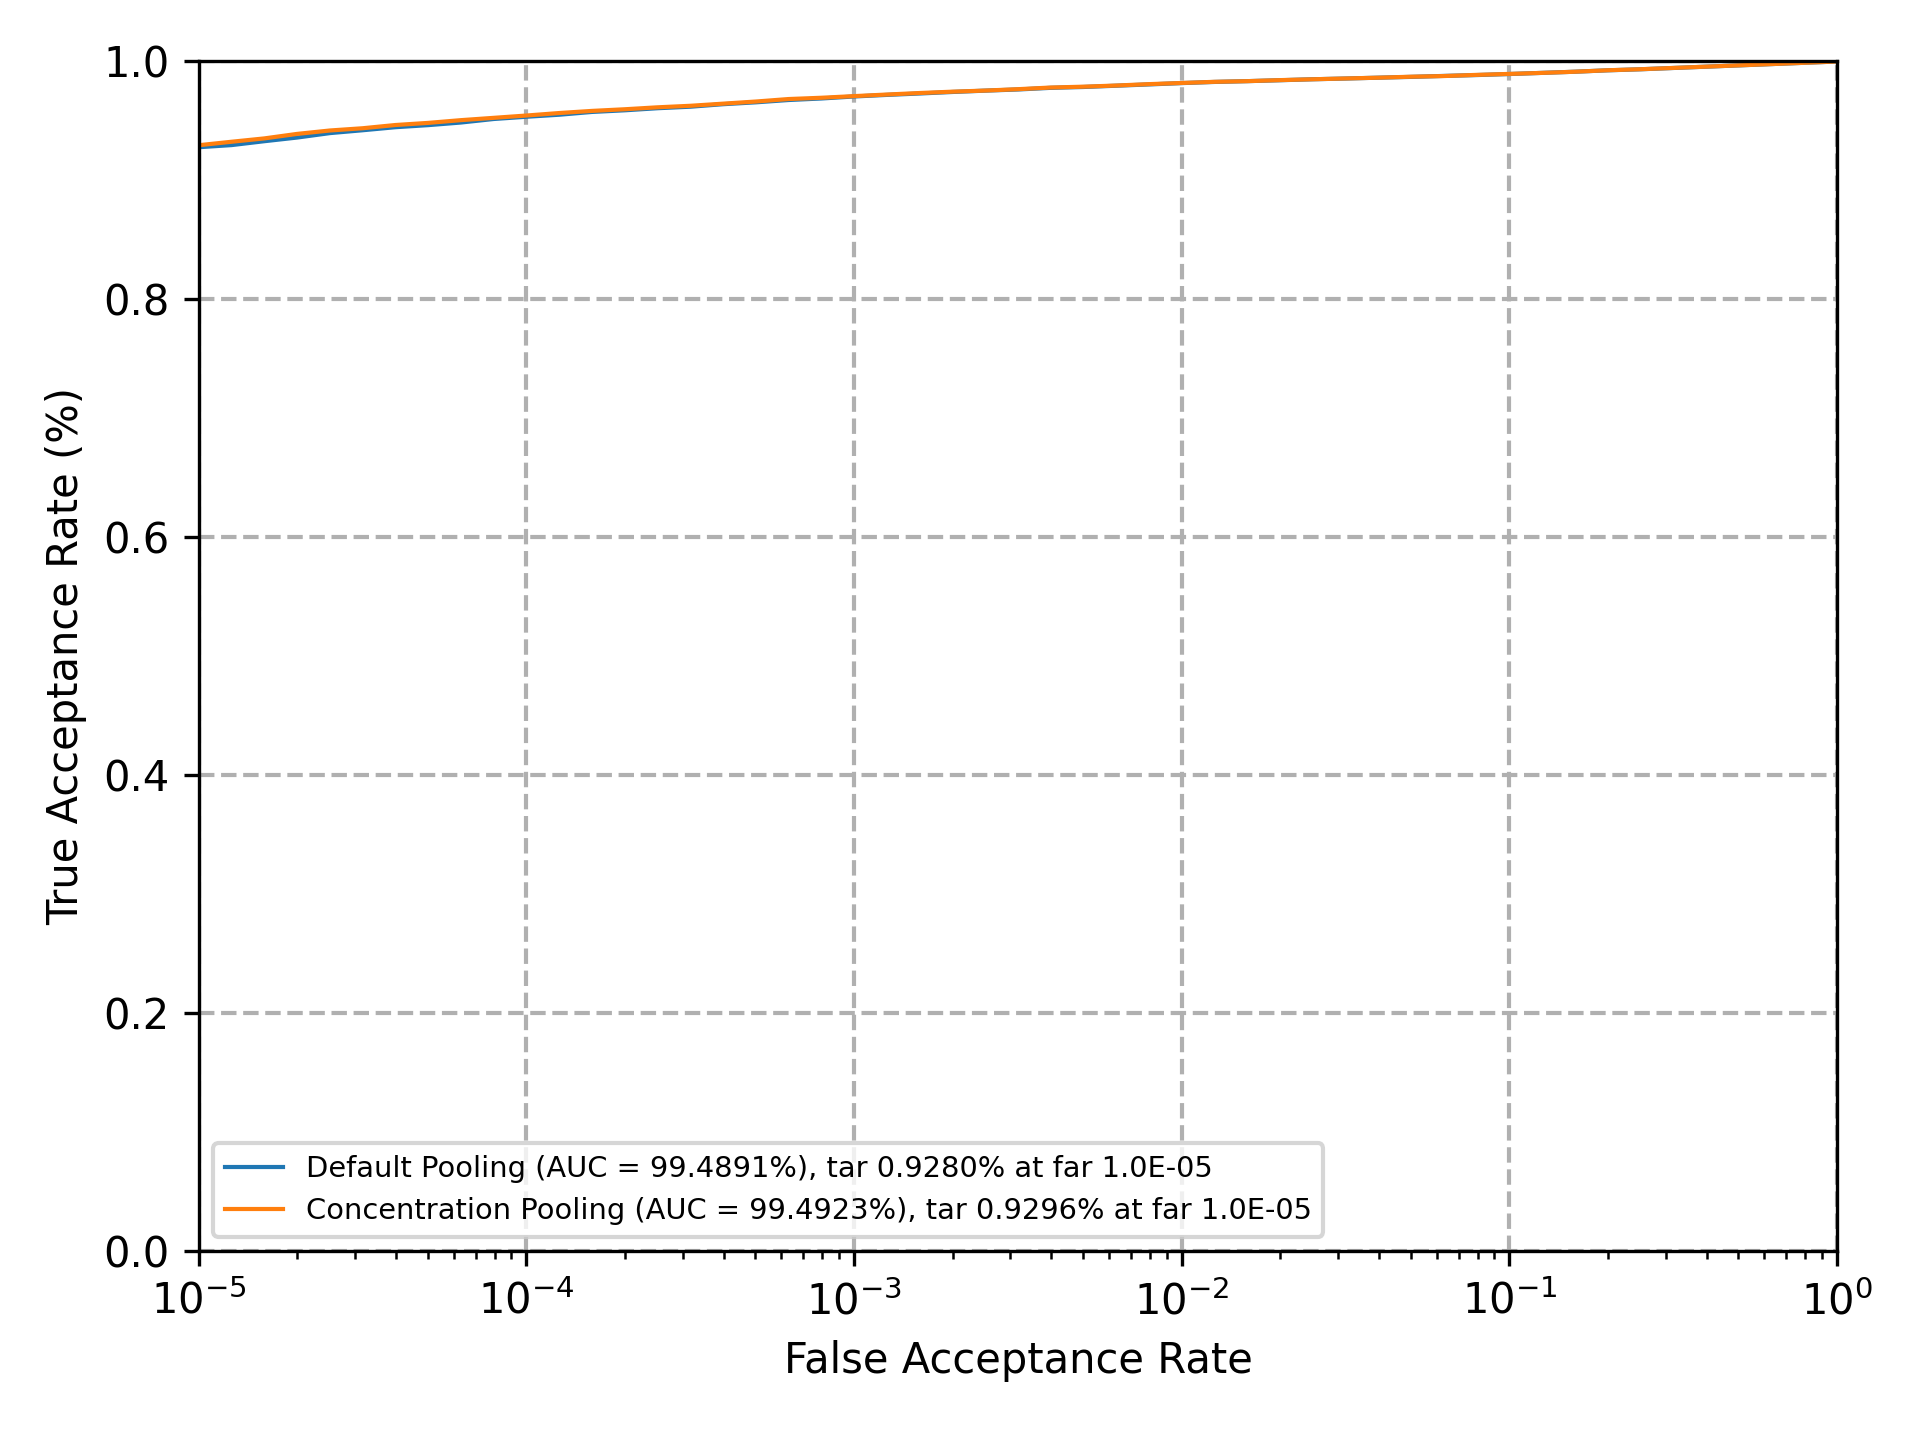 1.0
0.8
0.6
0.4
0.2
0.0
True Acceptance Rate (%)
Default Pooling (AUC = 99.4891%), tar 0.9280% at far 1.0E-05
Concentration Pooling (AUC = 99.4923%), tar 0.9296% at far 1.0E-05
10⁻⁵ 10⁻⁴ 10⁻³ 10⁻² 10⁻¹ 10⁰
False Acceptance Rate